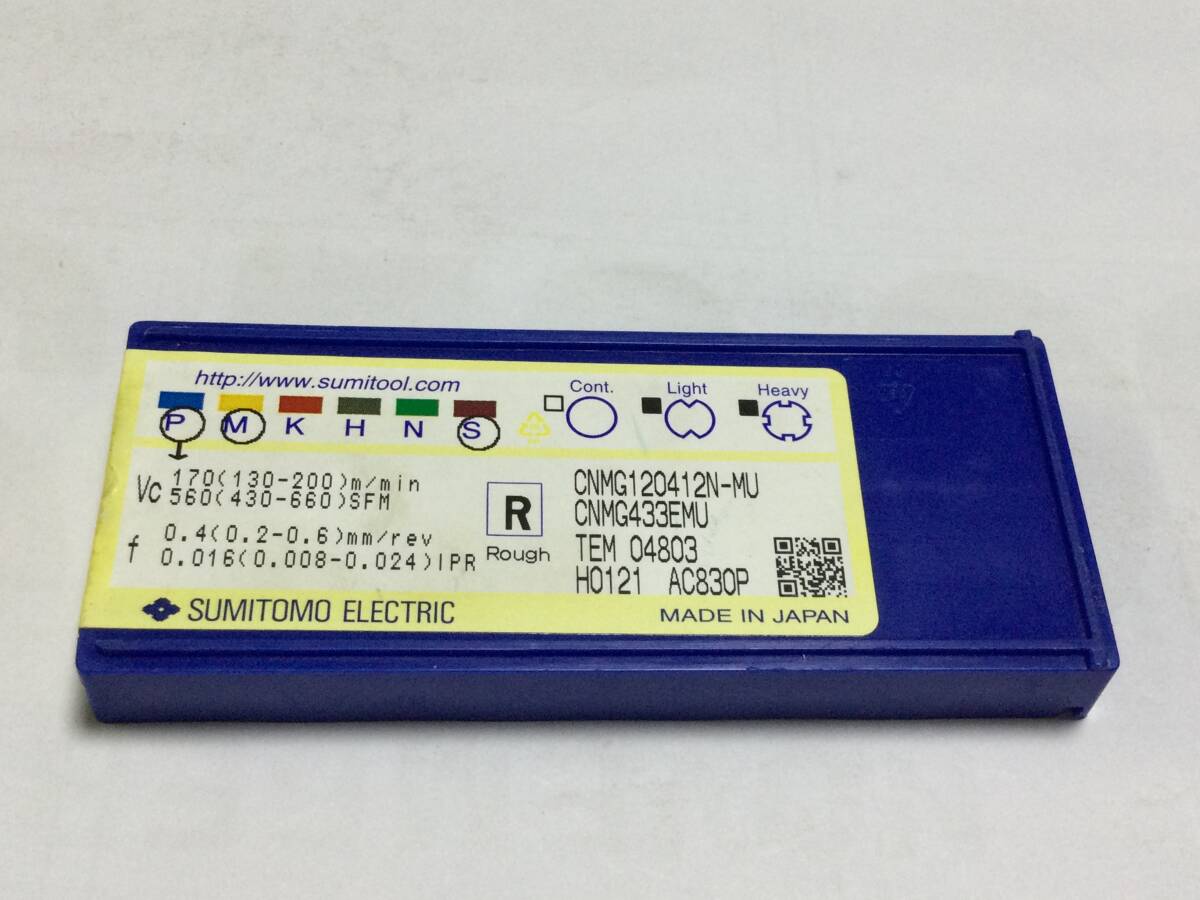 http://www.sumitool.com
P M K H N S
Cont. Light Heavy
Vc 170(130-200)m/min
560(430-660)SFM
f 0.4(0.2-0.6)mm/rev
0.016(0.008-0.024)IPR
R
Rough
CNMG120412N-MU
CNMG433EMU
TEM 04803
H0121 AC830P
SUMITOMO ELECTRIC
MADE IN JAPAN